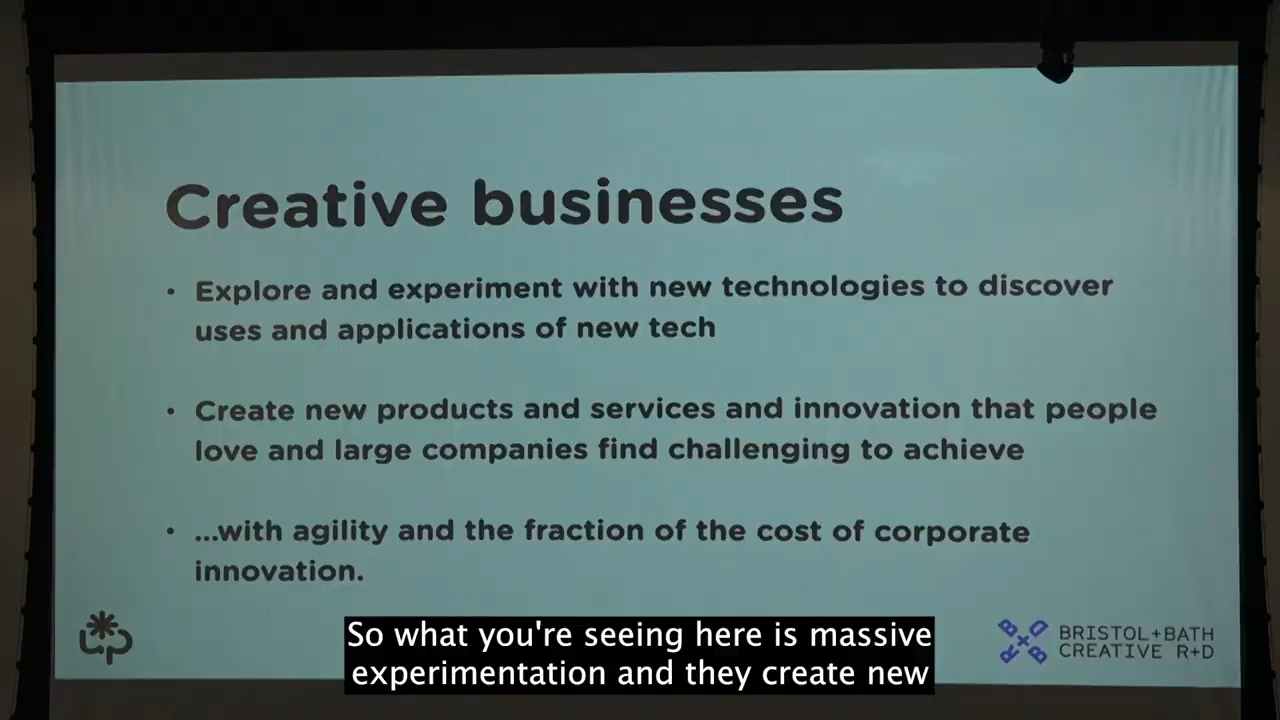 Creative businesses
• Explore and experiment with new technologies to discover
uses and applications of new tech
• Create new products and services and innovation that people
love and large companies find challenging to achieve
• ...with agility and the fraction of the cost of corporate
innovation.
BRISTOL+BATH
CREATIVE R+D
So what you're seeing here is massive
experimentation and they create new